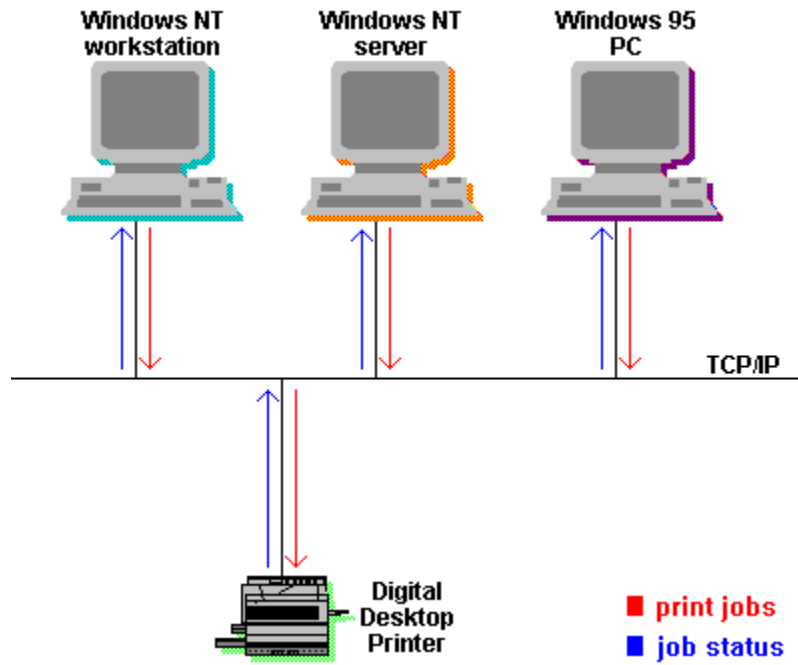 Windows NT
workstation
Windows NT
server
Windows 95
PC
TCP/IP
Digital
Desktop
Printer
print jobs
job status